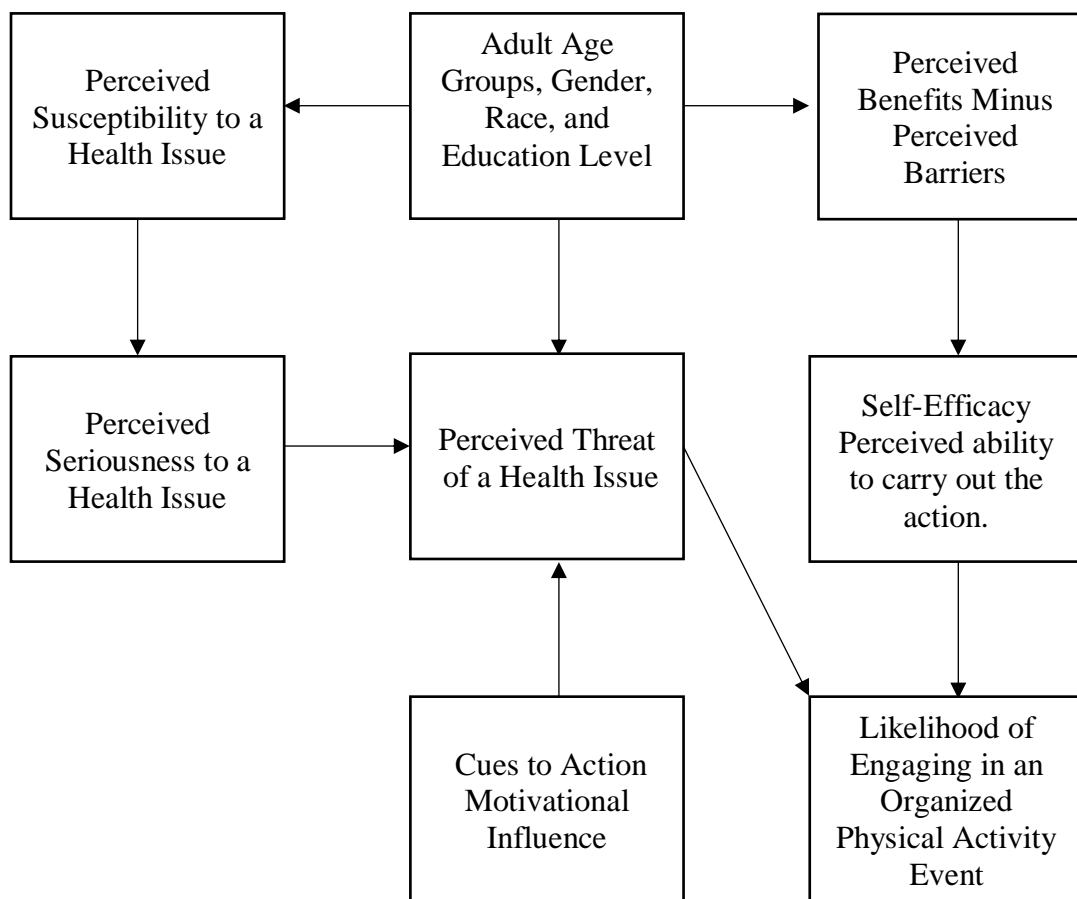 Perceived
Susceptibility to a
Health Issue
Adult Age
Groups, Gender,
Race, and
Education Level
Perceived
Benefits Minus
Perceived
Barriers
Perceived
Seriousness to a
Health Issue
Perceived Threat
of a Health Issue
Self-Efficacy
Perceived ability
to carry out the
action.
Cues to Action
Motivational
Influence
Likelihood of
Engaging in an
Organized
Physical Activity
Event